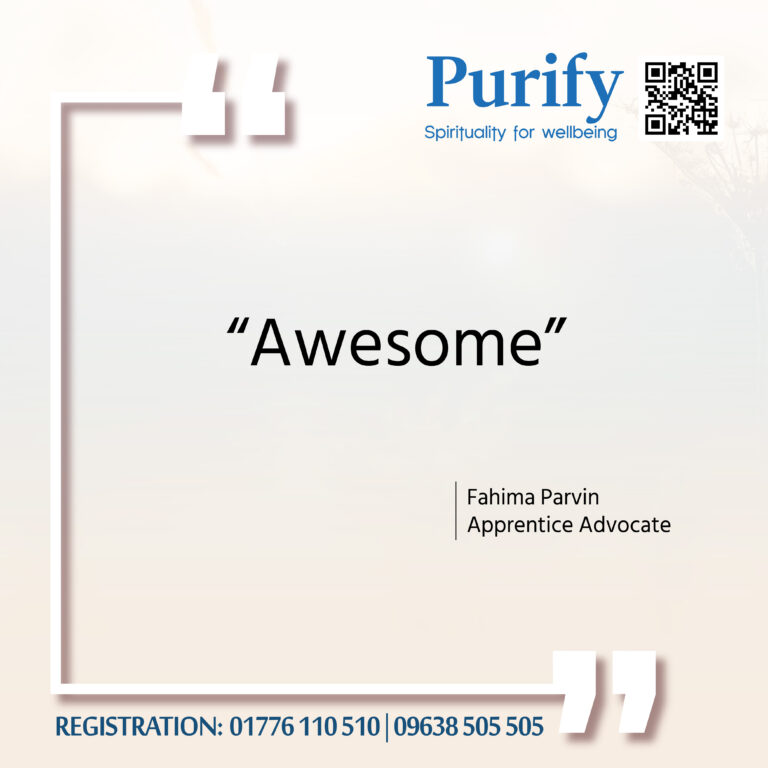 Purify
Spirituality for wellbeing
“Awesome”
Fahima Parvin
Apprentice Advocate
REGISTRATION: 01776 110 510 | 09638 505 505